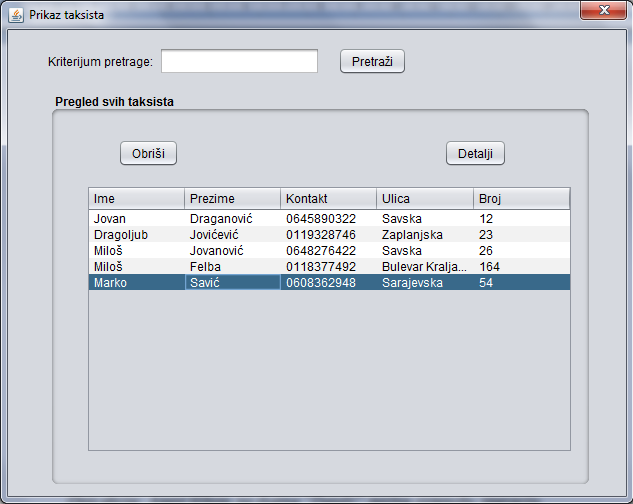 Prikaz taksista
Kriterijum pretrage: Pretraži
Pregled svih taksista
Obriši Detalji
Ime Prezime Kontakt Ulica Broj
Jovan Draganović 0645890322 Savska 12
Dragoljub Jovićević 0119328746 Zaplanjska 23
Miloš Jovanović 0648276422 Savska 26
Miloš Felba 0118377492 Bulevar Kralja... 164
Marko Savić 0608362948 Sarajevska 54